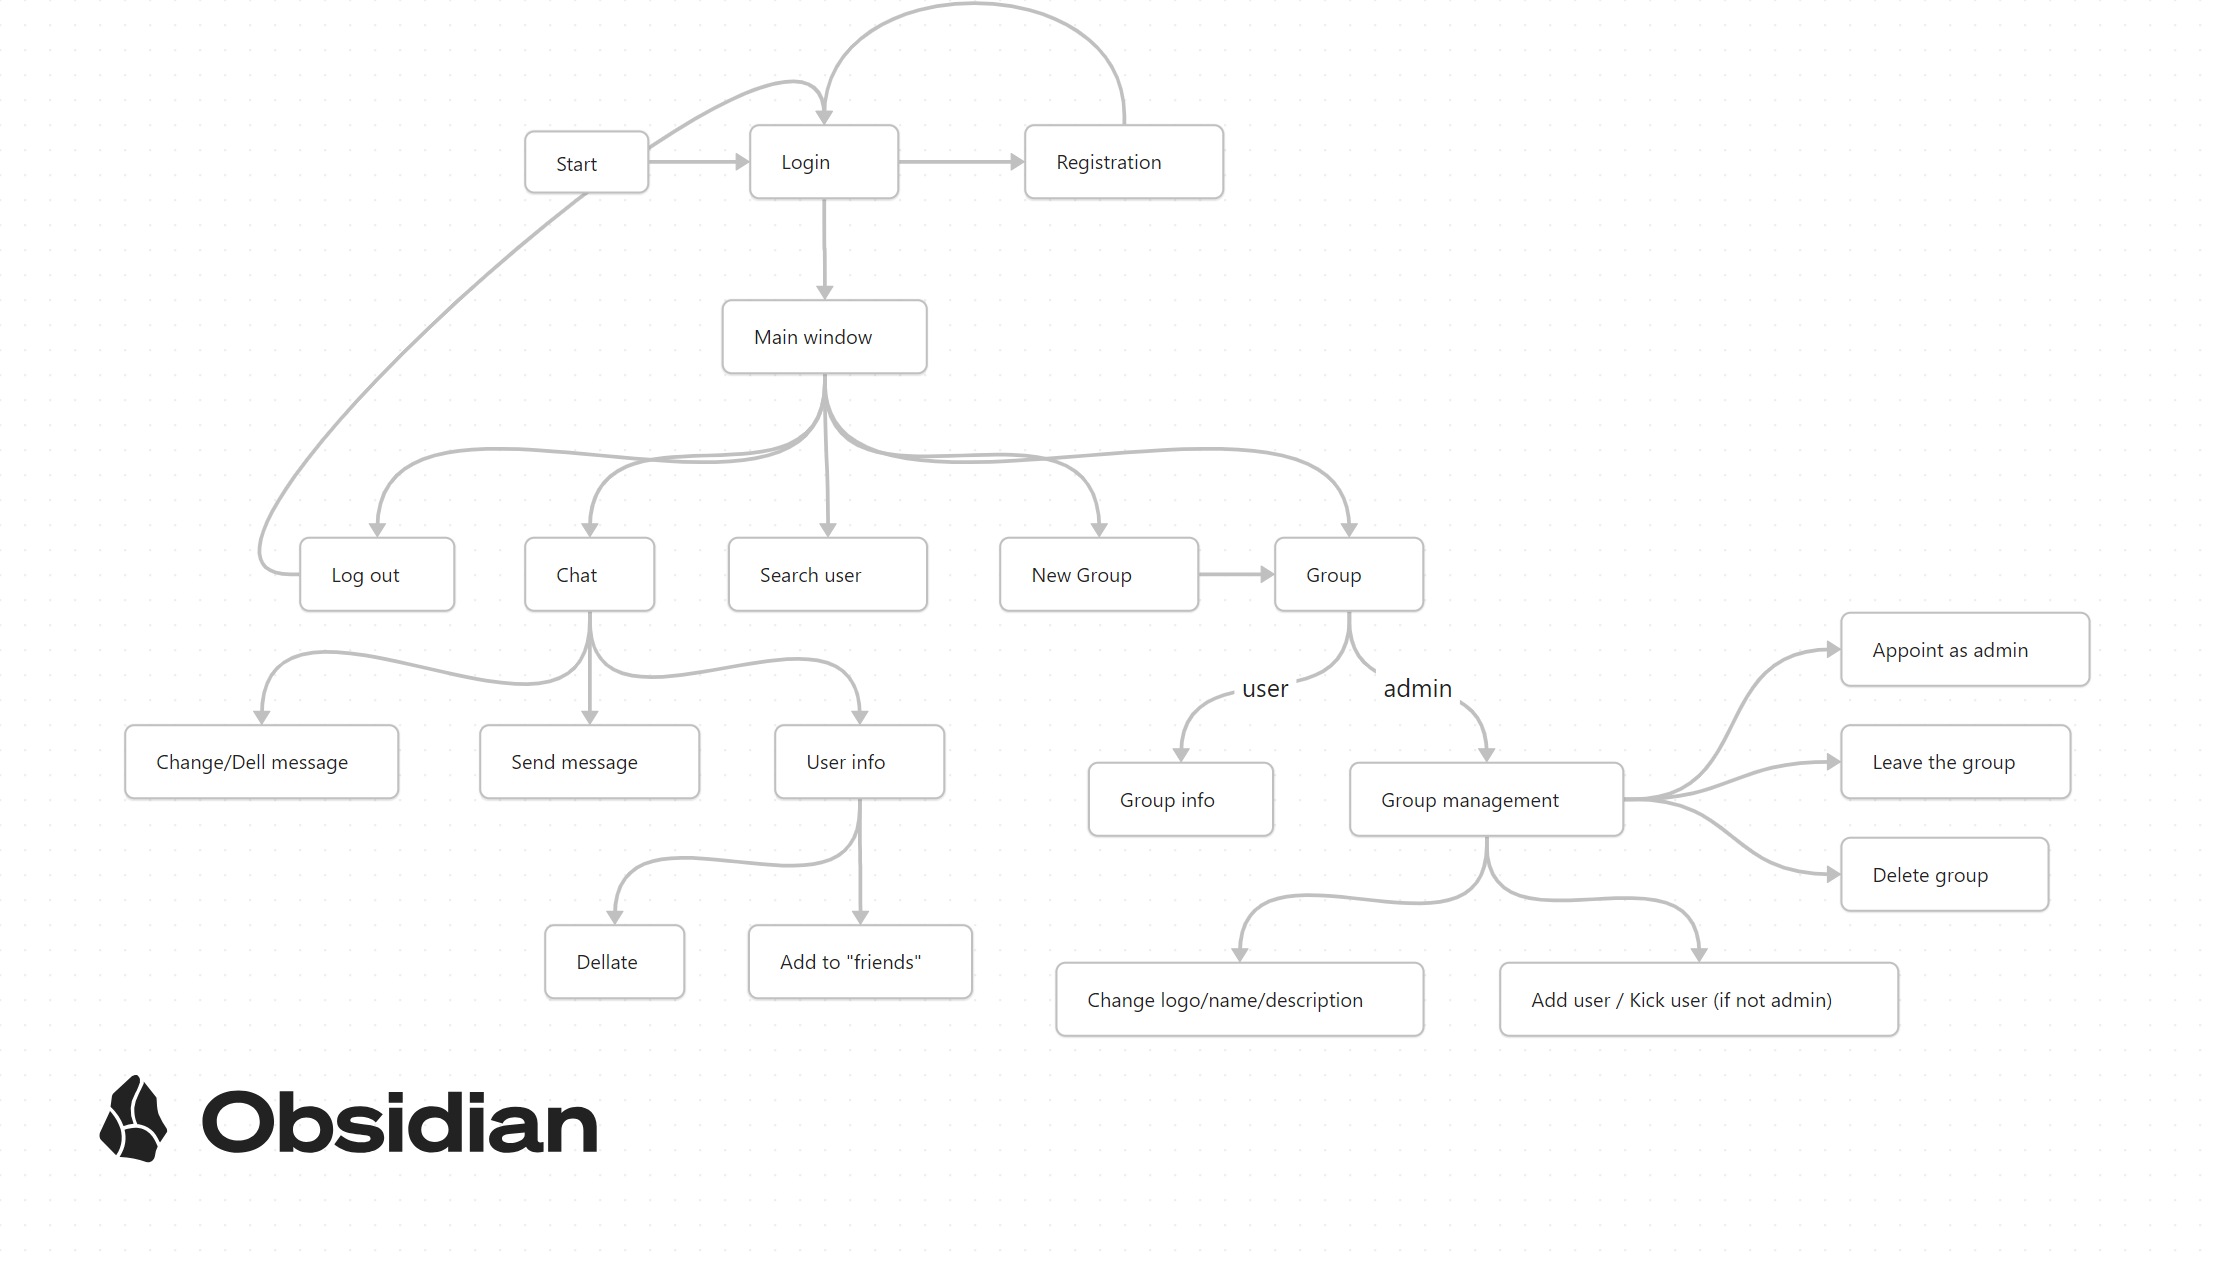 Start
Login
Registration
Main window
Log out
Chat
Search user
New Group
Group
Appoint as admin
user
admin
Change/Dell message
Send message
User info
Leave the group
Group info
Group management
Delete group
Dellate
Add to "friends"
Change logo/name/description
Add user / Kick user (if not admin)
Obsidian